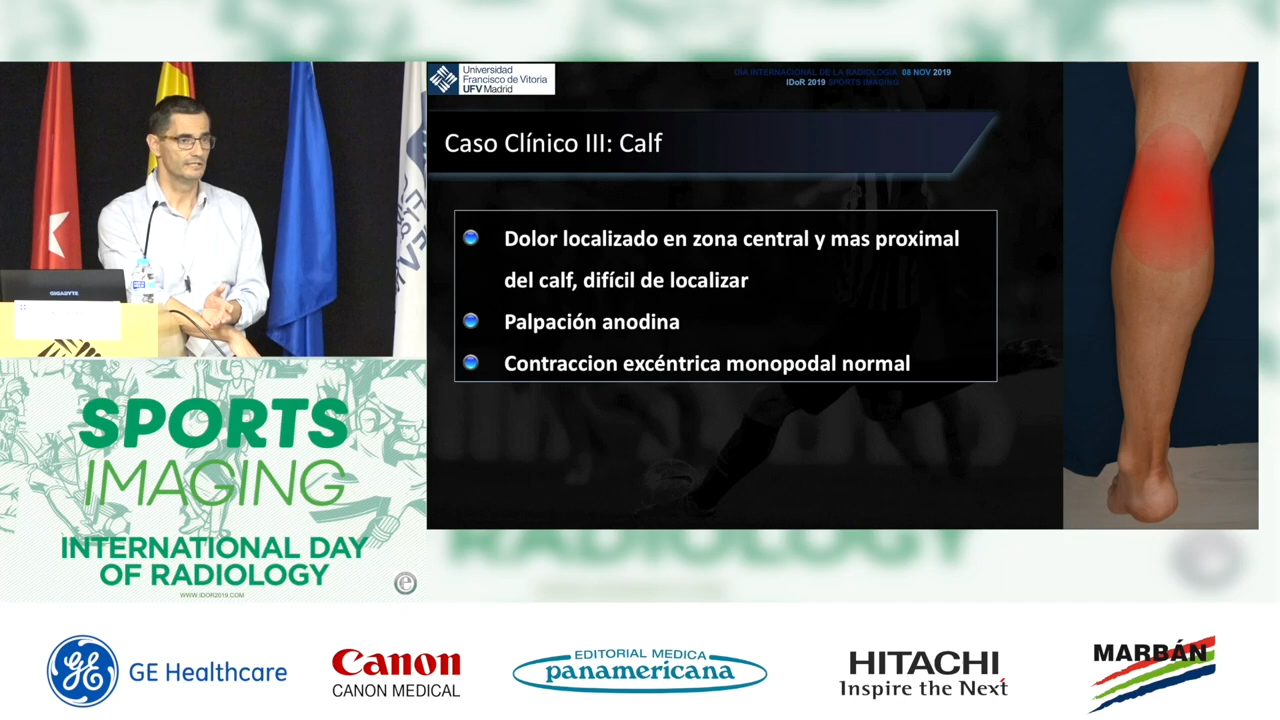 Universidad
Francisco de Vitoria
UFV Madrid
DIA INTERNACIONAL DE LA RADIOLOGÍA 08 NOV 2019
IDoR 2019 SPORTS IMAGING
Caso Clínico III: Calf
Dolor localizado en zona central y mas proximal
del calf, difícil de localizar
Palpación anodina
Contraccion excéntrica monopodal normal
GIGABYTE
SPORTS
IMAGING
INTERNATIONAL DAY
OF RADIOLOGY
WWW.IDOR2019.COM
RADIOLOGY
GE Healthcare
Canon
CANON MEDICAL
EDITORIAL MEDICA
panamericana
HITACHI
Inspire the Next
MARBÁN